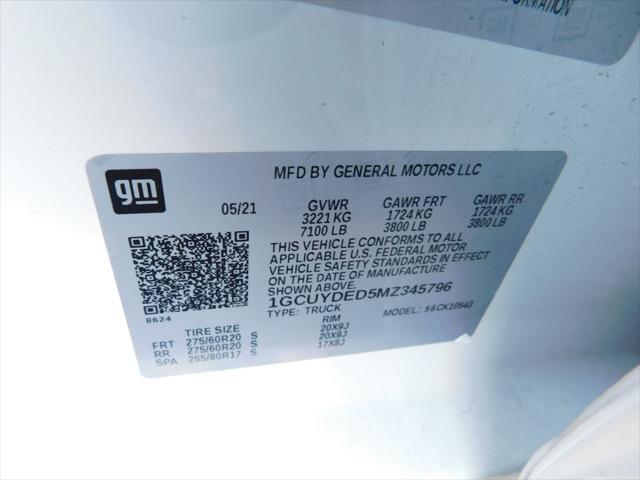 FORMATION
gm
MFD BY GENERAL MOTORS LLC
05/21 GVWR GAWR FRT GAWR RR
3221 KG 1724 KG 1724 KG
7100 LB 3800 LB 3800 LB
THIS VEHICLE CONFORMS TO ALL
APPLICABLE U.S. FEDERAL MOTOR
VEHICLE SAFETY STANDARDS IN EFFECT
ON THE DATE OF MANUFACTURE SHOWN ABOVE.
1GCUYDED5MZ345796
8624 TYPE: TRUCK MODEL: 56CK10543
TIRE SIZE RIM
FRT 275/60R20 S 20X9J
RR 275/60R20 S 20X9J
SPA 255/80R17 S 17X8J